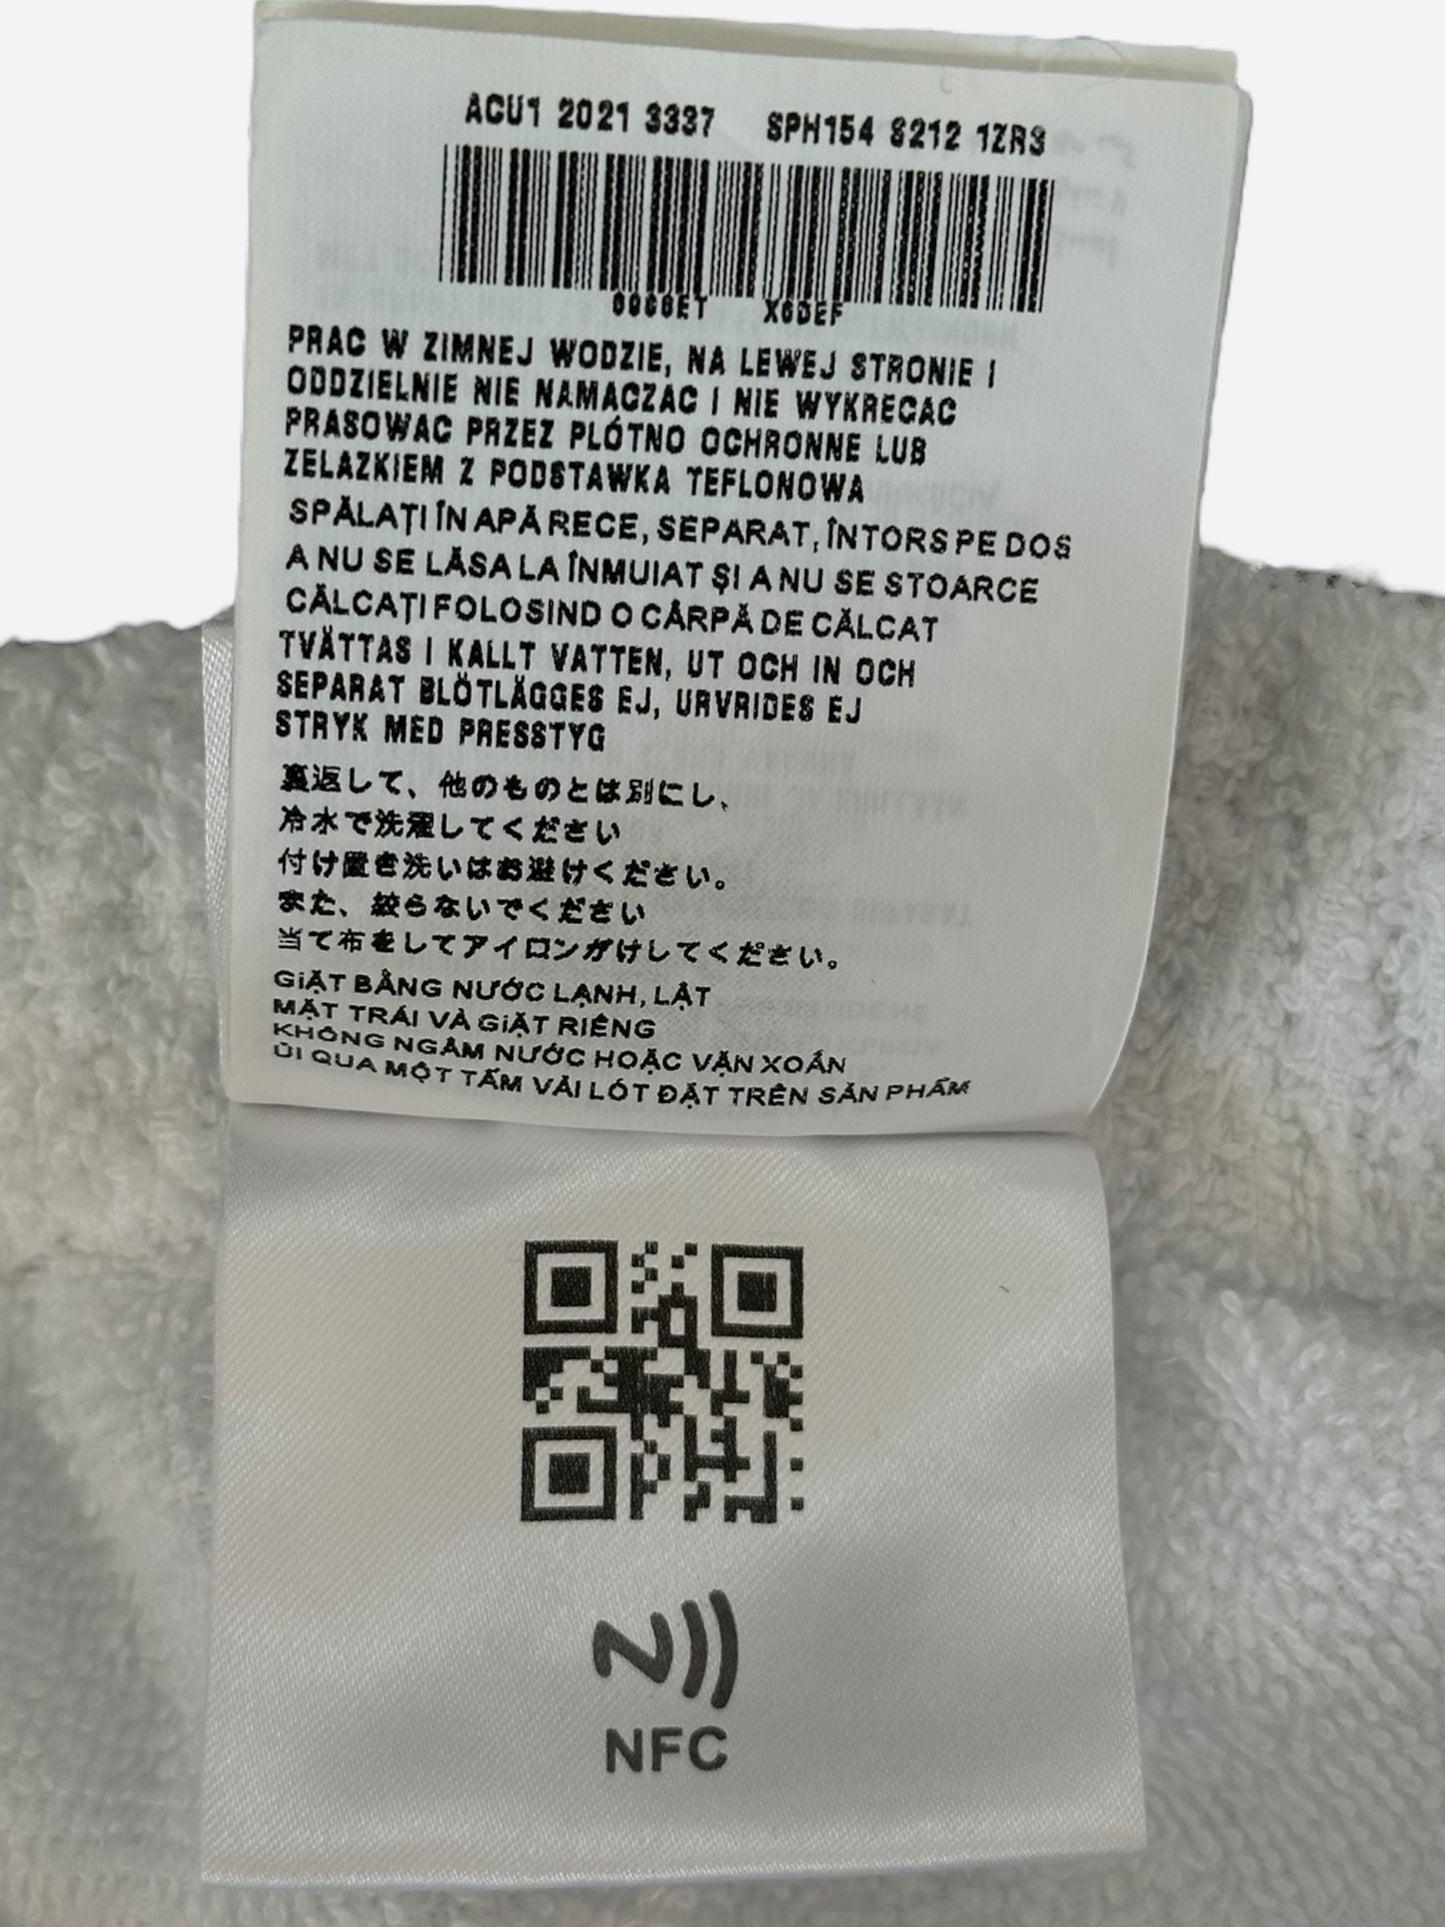 ACU1 2021 3337 SPH154 S212 1ZR3
X6DEF
PRAC W ZIMNEJ WODZIE, NA LEWEJ STRONIE I
ODDZIELNIE NIE NAMACZAC I NIE WYKRECAC
PRASOWAC PRZEZ PLÓTNO OCHRONNE LUB
ZELAZKIEM Z PODSTAWKA TEFLONOWA
SPĂLAȚI ÎN APĂ RECE, SEPARAT, ÎNTORS PE DOS
A NU SE LĂSA LA ÎNMUIAT ȘI A NU SE STOARCE
CĂLCAȚI FOLOSIND O CÂRPĂ DE CĂLCAT
TVÄTTAS I KALLT VATTEN, UT OCH IN OCH
SEPARAT BLÖTLÄGGES EJ, URVRIDES EJ
STRYK MED PRESSTYG
裏返して、他のものとは別にし、
冷水で洗濯してください
付け置き洗いはお避けください。
また、絞らないでください
当て布をしてアイロンがけしてください。
GiẶT BẰNG NƯỚC LẠNH, LẬT
MẶT TRÁI VÀ GiẶT RIÊNG
KHÔNG NGÂM NƯỚC HOẶC VẶN XOẮN
ỦI QUA MỘT TẤM VẢI LÓT ĐẶT TRÊN SẢN PHẨM
NFC